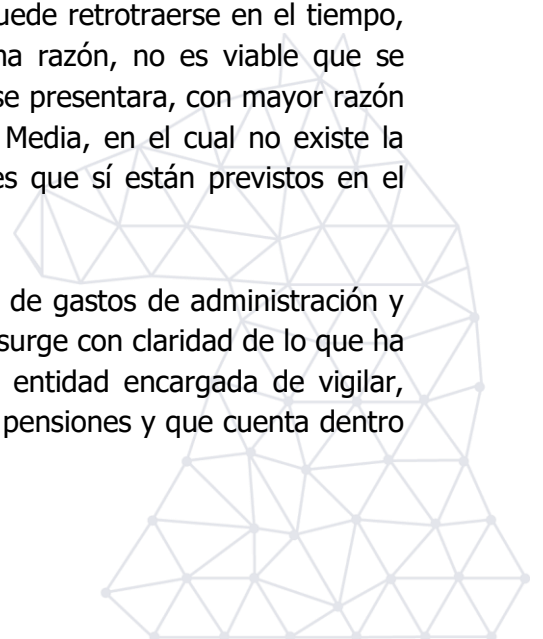 uede retrotraerse en el tiempo,
na razón, no es viable que se
se presentara, con mayor razón
Media, en el cual no existe la
es que sí están previstos en el
de gastos de administración y
surge con claridad de lo que ha
entidad encargada de vigilar,
pensiones y que cuenta dentro